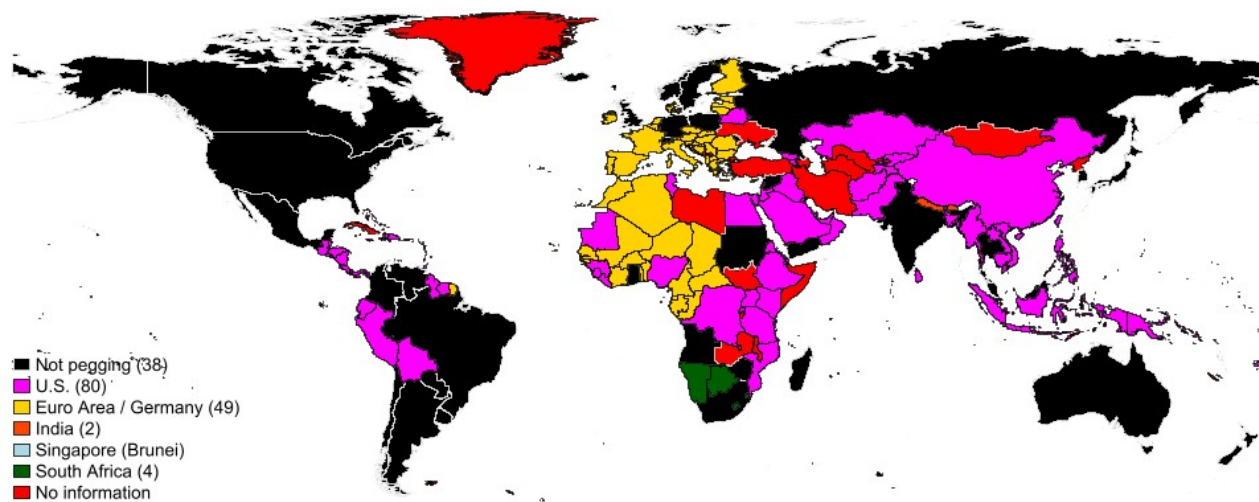 Not pegging (38)
U.S. (80)
Euro Area / Germany (49)
India (2)
Singapore (Brunei)
South Africa (4)
No information